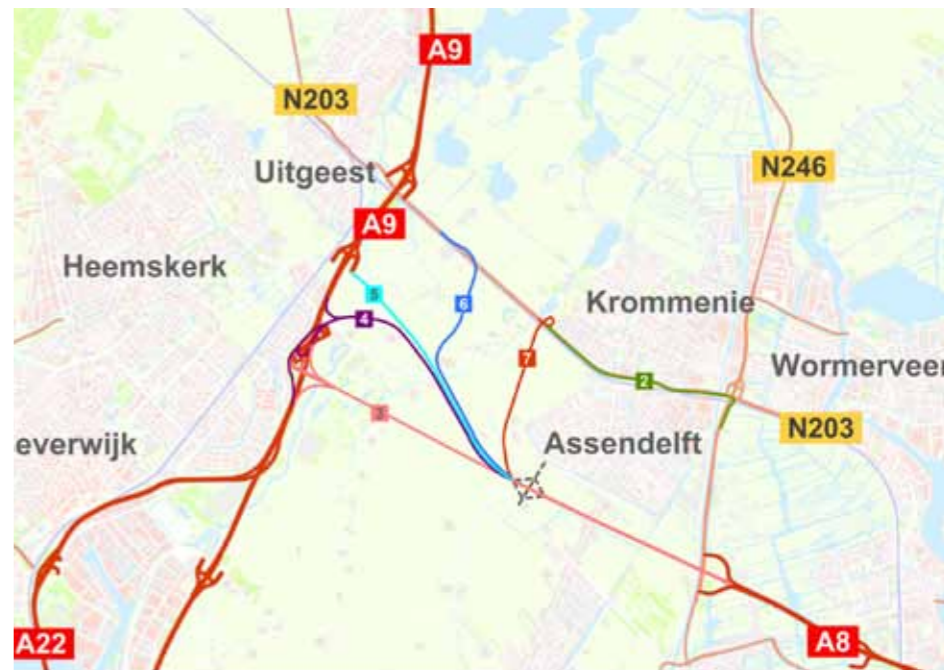 A9
N203
N246
Uitgeest
A9
Heemskerk
5
6
Krommenie
4
7
Wormerveer
2
3
N203
Assendelft
everwijk
A22
A8